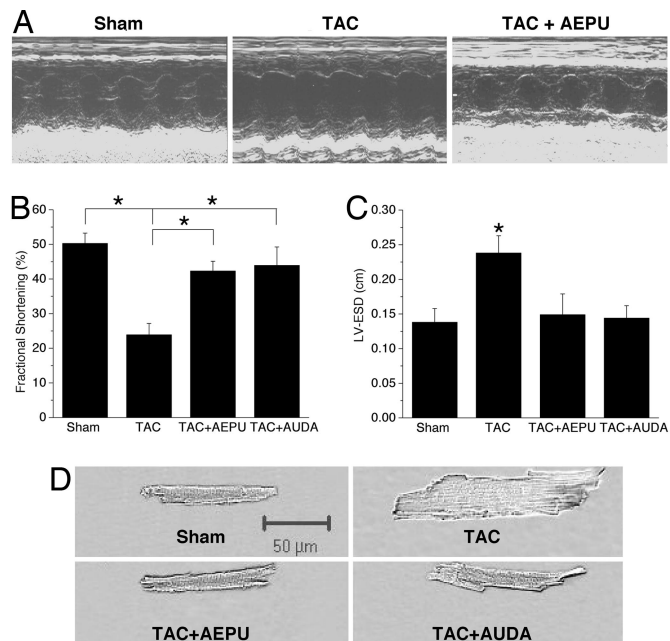 A
Sham
TAC
TAC + AEPU
B
Fractional Shortening (%)
60
50
40
30
20
10
0
*
*
*
Sham
TAC
TAC+AEPU
TAC+AUDA
C
LV-ESD (cm)
0.30
0.25
0.20
0.15
0.10
0.05
0.00
*
Sham
TAC
TAC+AEPU
TAC+AUDA
D
Sham
50 µm
TAC
TAC+AEPU
TAC+AUDA